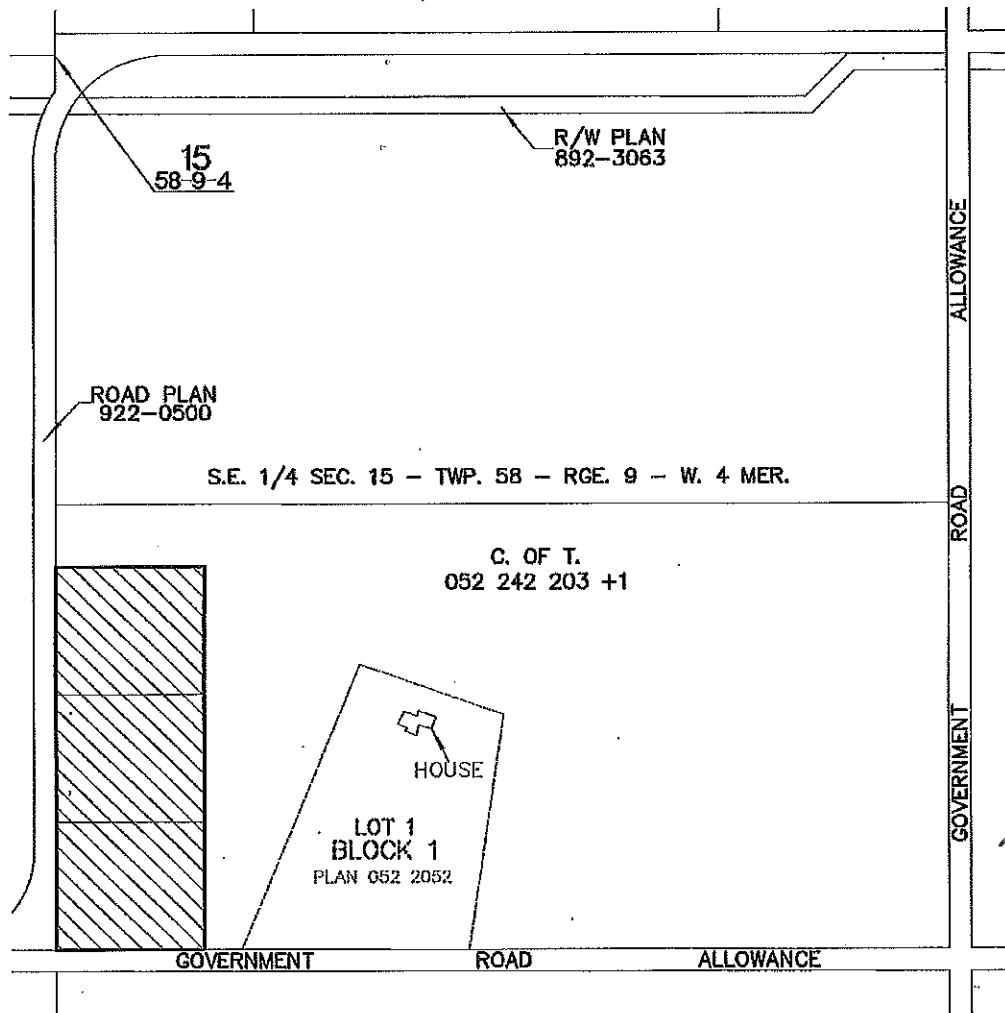 R/W PLAN
892-3063
15
58-9-4
ALLOWANCE
ROAD PLAN
922-0500
S.E. 1/4 SEC. 15 - TWP. 58 - RGE. 9 - W. 4 MER.
ROAD
C. OF T.
052 242 203 +1
GOVERNMENT
HOUSE
LOT 1
BLOCK 1
PLAN 052 2052
GOVERNMENT ROAD ALLOWANCE